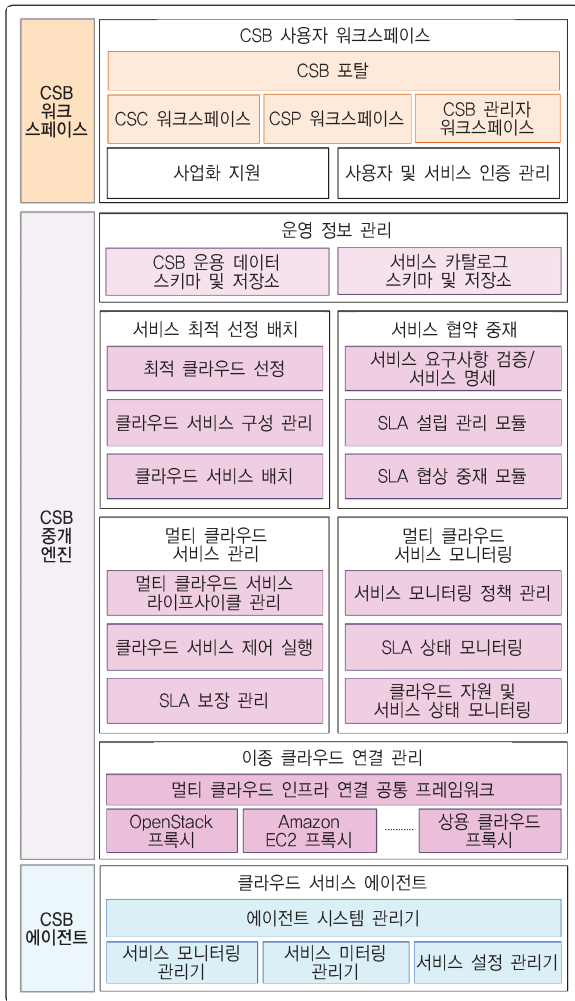 CSB
워크
스페이스
CSB 사용자 워크스페이스
CSB 포탈
CSC 워크스페이스
CSP 워크스페이스
CSB 관리자
워크스페이스
사업화 지원
사용자 및 서비스 인증 관리
CSB
중개
엔진
운영 정보 관리
CSB 운용 데이터
스키마 및 저장소
서비스 카탈로그
스키마 및 저장소
서비스 최적 선정 배치
최적 클라우드 선정
클라우드 서비스 구성 관리
클라우드 서비스 배치
서비스 협약 중재
서비스 요구사항 검증/
서비스 명세
SLA 설립 관리 모듈
SLA 협상 중재 모듈
멀티 클라우드
서비스 관리
멀티 클라우드 서비스
라이프사이클 관리
클라우드 서비스 제어 실행
SLA 보장 관리
멀티 클라우드
서비스 모니터링
서비스 모니터링 정책 관리
SLA 상태 모니터링
클라우드 자원 및
서비스 상태 모니터링
이종 클라우드 연결 관리
멀티 클라우드 인프라 연결 공통 프레임워크
OpenStack
프록시
Amazon
EC2 프록시
...........
상용 클라우드
프록시
CSB
에이전트
클라우드 서비스 에이전트
에이전트 시스템 관리기
서비스 모니터링
관리기
서비스 미터링
관리기
서비스 설정 관리기